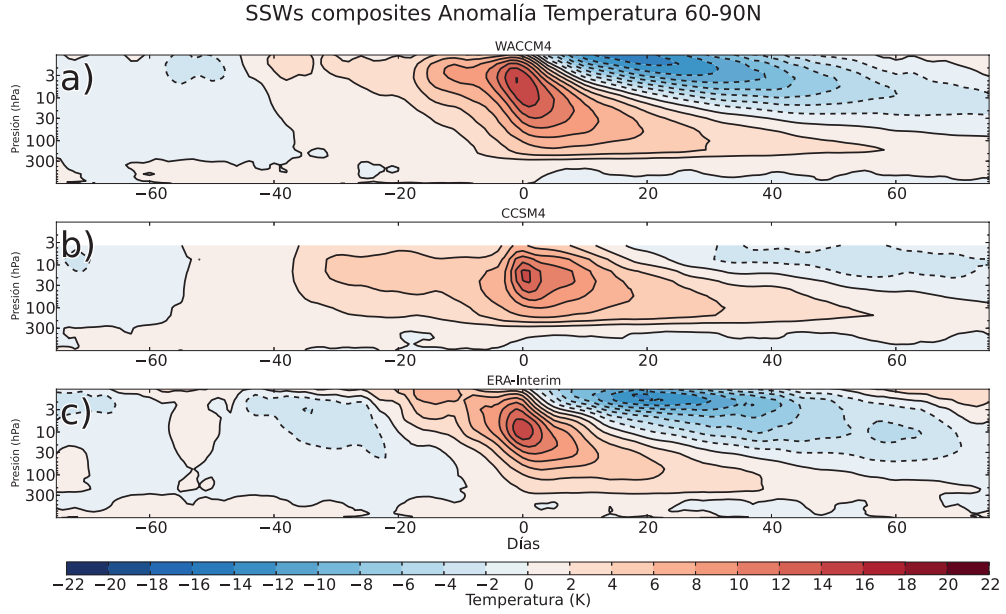 SSWs composites Anomalía Temperatura 60-90N
WACCM4
a)
Presión (hPa)
3
10
30
100
300
−60 −40 −20 0 20 40 60
CCSM4
b)
Presión (hPa)
3
10
30
100
300
−60 −40 −20 0 20 40 60
ERA-Interim
c)
Presión (hPa)
3
10
30
100
300
−60 −40 −20 0 20 40 60
Días
−22 −20 −18 −16 −14 −12 −10 −8 −6 −4 −2 0 2 4 6 8 10 12 14 16 18 20 22
Temperatura (K)